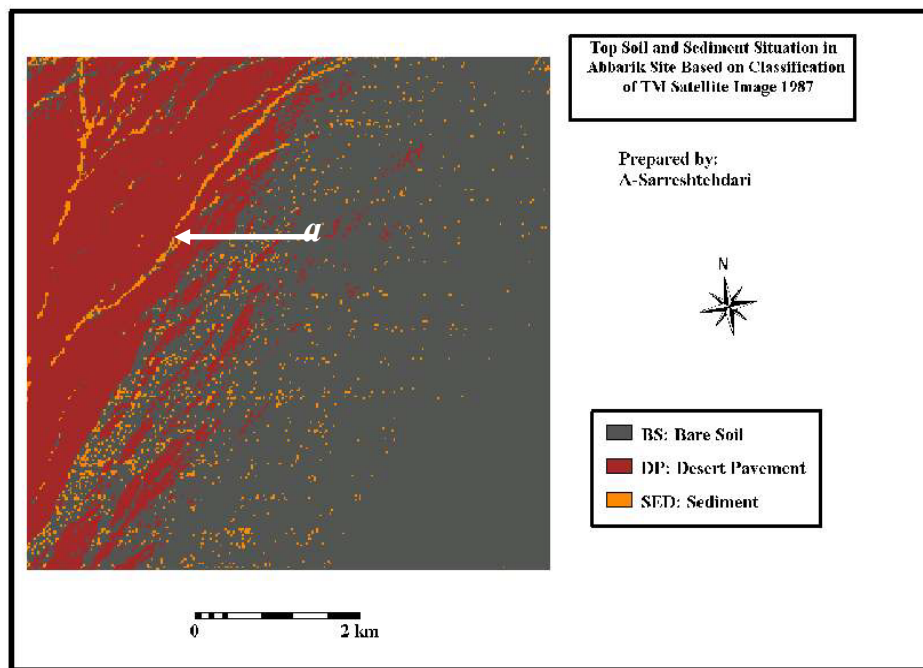 Top Soil and Sediment Situation in
Abbarik Site Based on Classification
of TM Satellite Image 1987
Prepared by:
A-Sarreshtehdari
a
N
BS: Bare Soil
DP: Desert Pavement
SED: Sediment
0 2 km